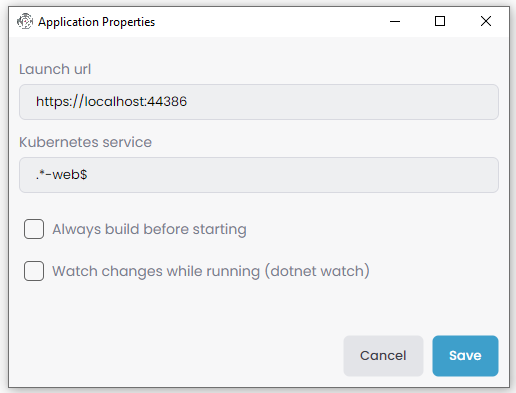 Application Properties
Launch url
https://localhost:44386
Kubernetes service
.*-web$
Always build before starting
Watch changes while running (dotnet watch)
Cancel Save